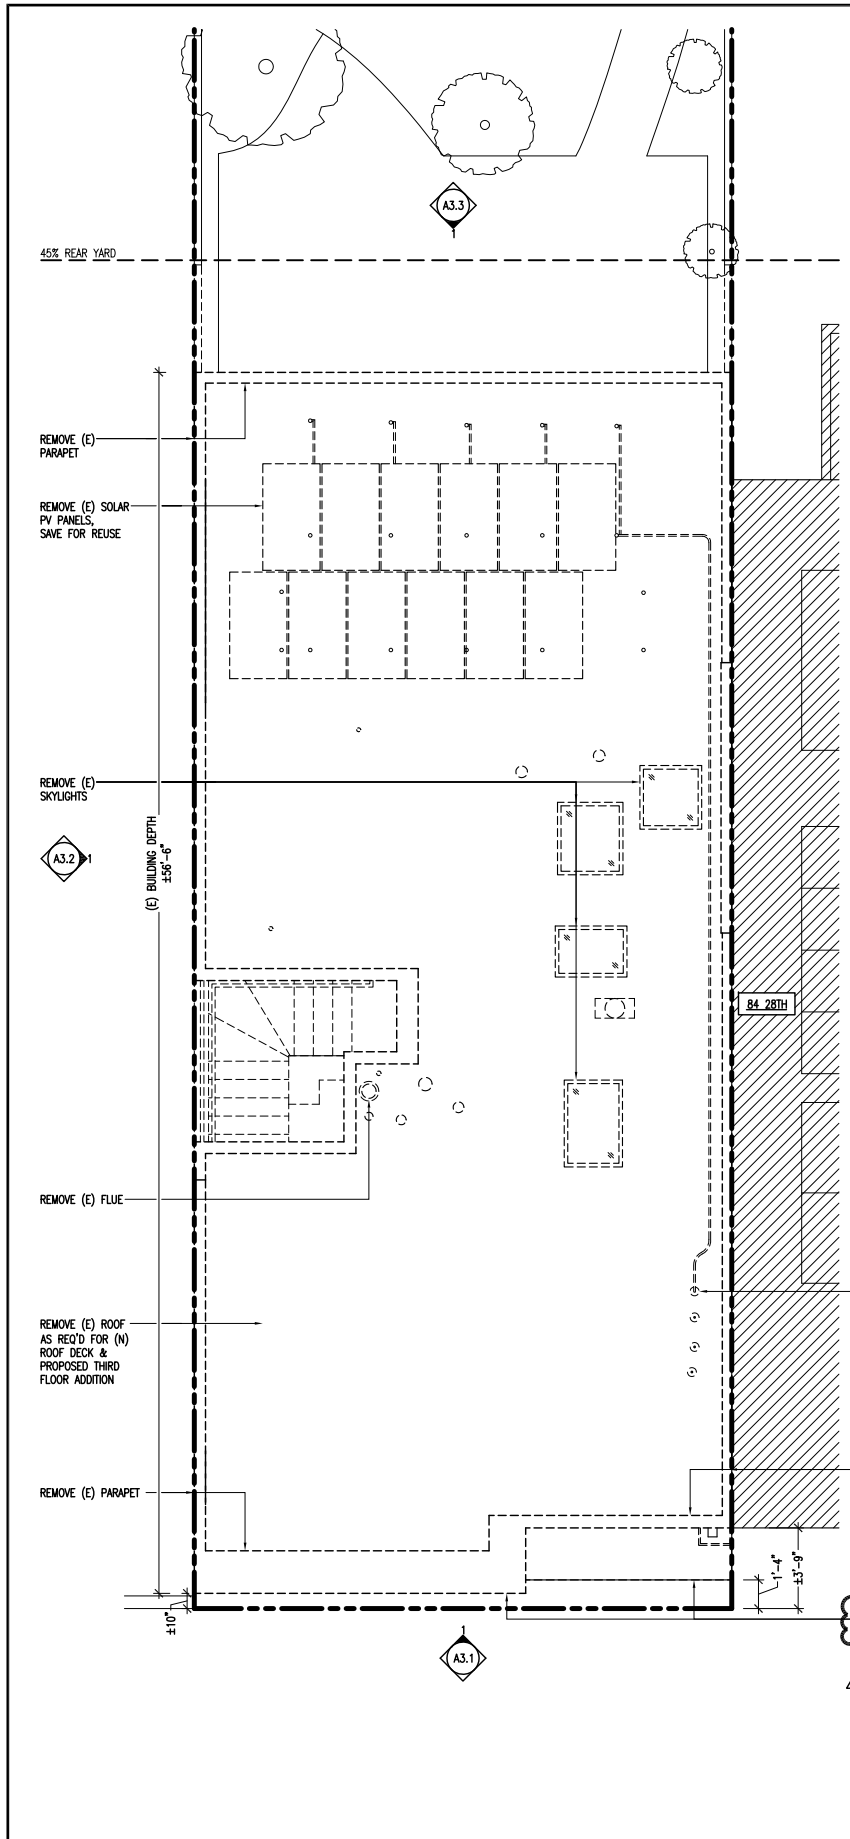 A3.3
1
45% REAR YARD
REMOVE (E)
PARAPET
REMOVE (E) SOLAR
PV PANELS,
SAVE FOR REUSE
REMOVE (E)
SKYLIGHTS
A3.2
1
(E) BUILDING DEPTH
±56'-6"
84 28TH
REMOVE (E) FLUE
REMOVE (E) ROOF
AS REQ'D FOR (N)
ROOF DECK &
PROPOSED THIRD
FLOOR ADDITION
REMOVE (E) PARAPET
1'-4"
±3'-9"
±10"
1
A3.1